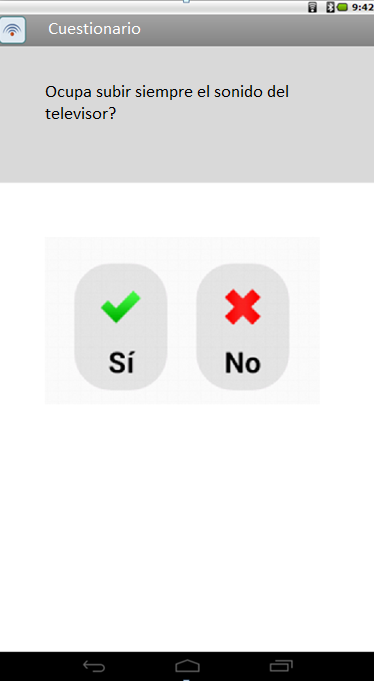 9:42
Cuestionario
Ocupa subir siempre el sonido del
televisor?
Sí No